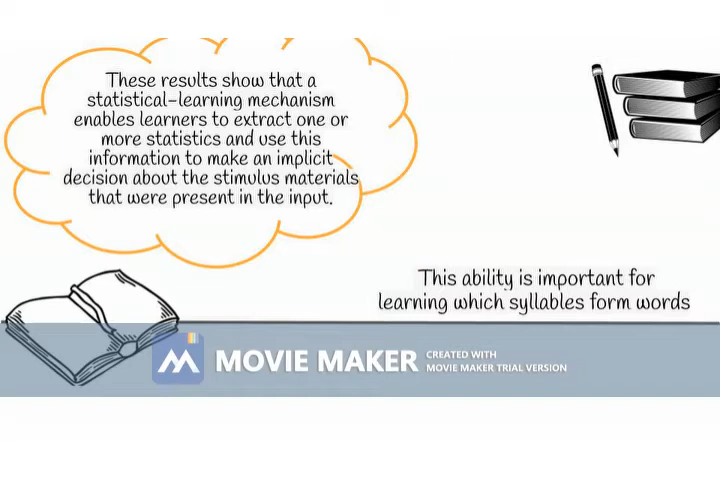 These results show that a
statistical-learning mechanism
enables learners to extract one or
more statistics and use this
information to make an implicit
decision about the stimulus materials
that were present in the input.
This ability is important for
learning which syllables form words
MOVIE MAKER
CREATED WITH
MOVIE MAKER TRIAL VERSION